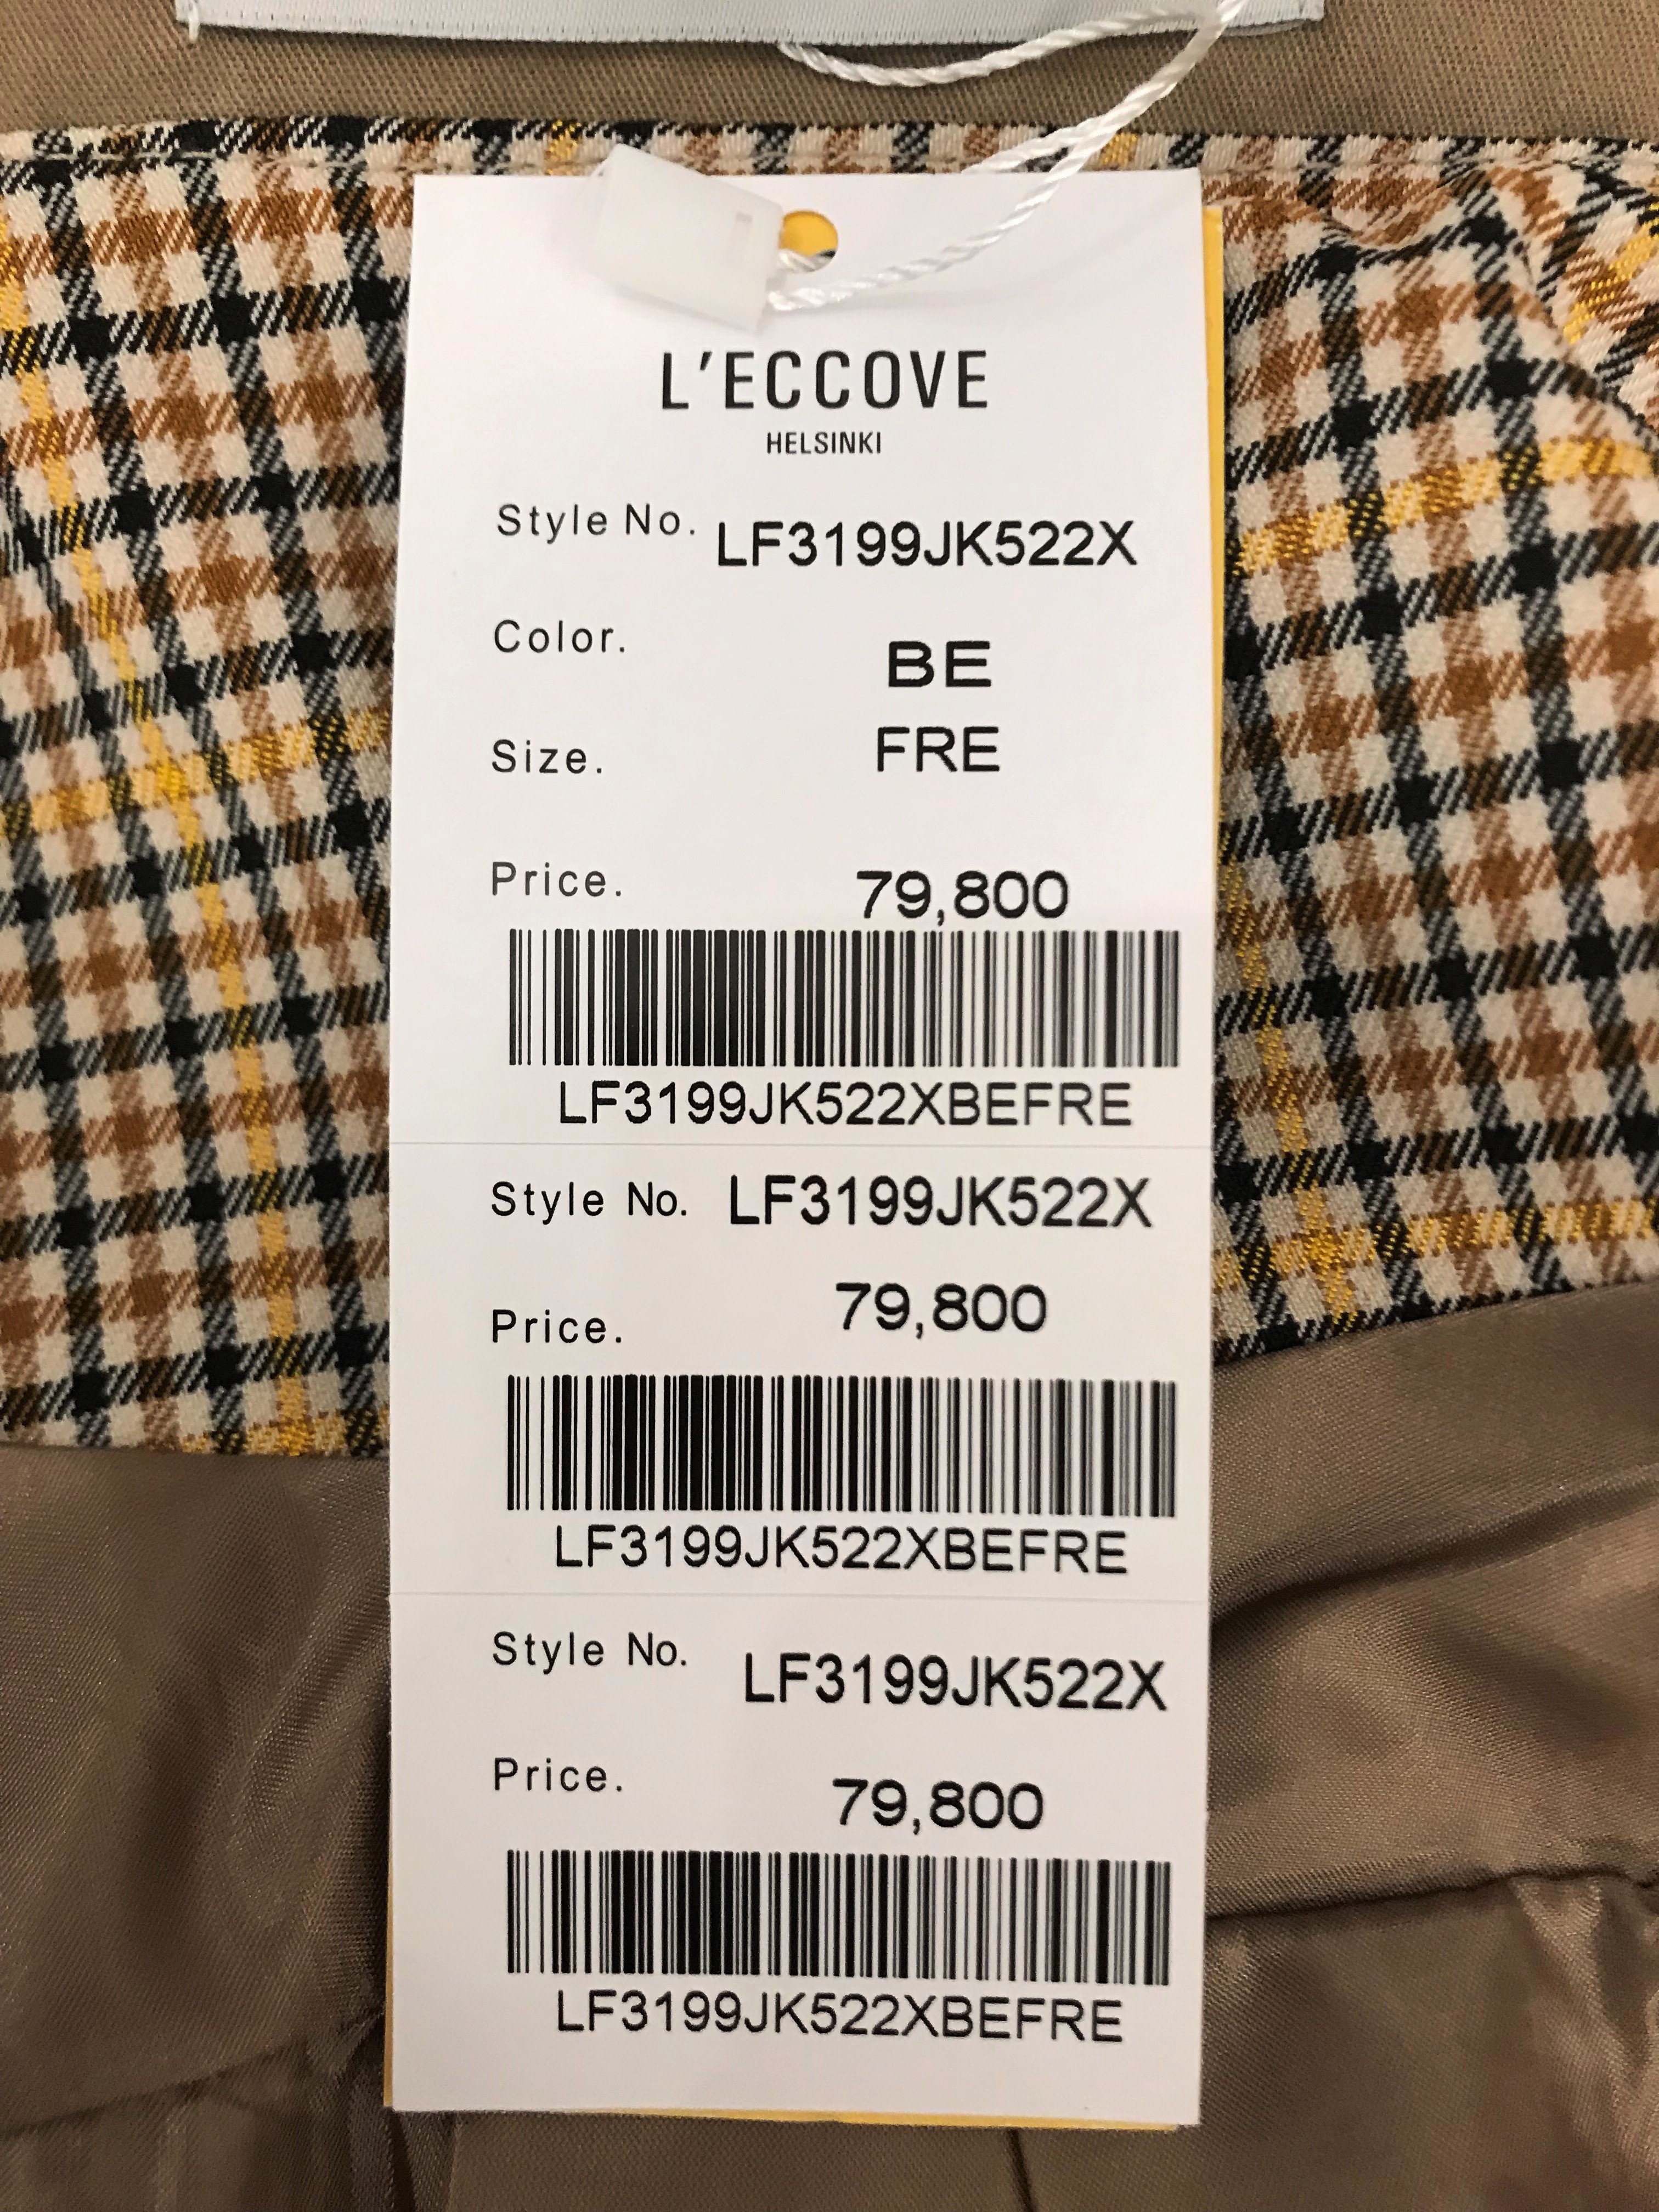 L'ECCOVE
HELSINKI
Style No. LF3199JK522X
Color. BE
Size. FRE
Price. 79,800
LF3199JK522XBEFRE
Style No. LF3199JK522X
Price. 79,800
LF3199JK522XBEFRE
Style No. LF3199JK522X
Price. 79,800
LF3199JK522XBEFRE